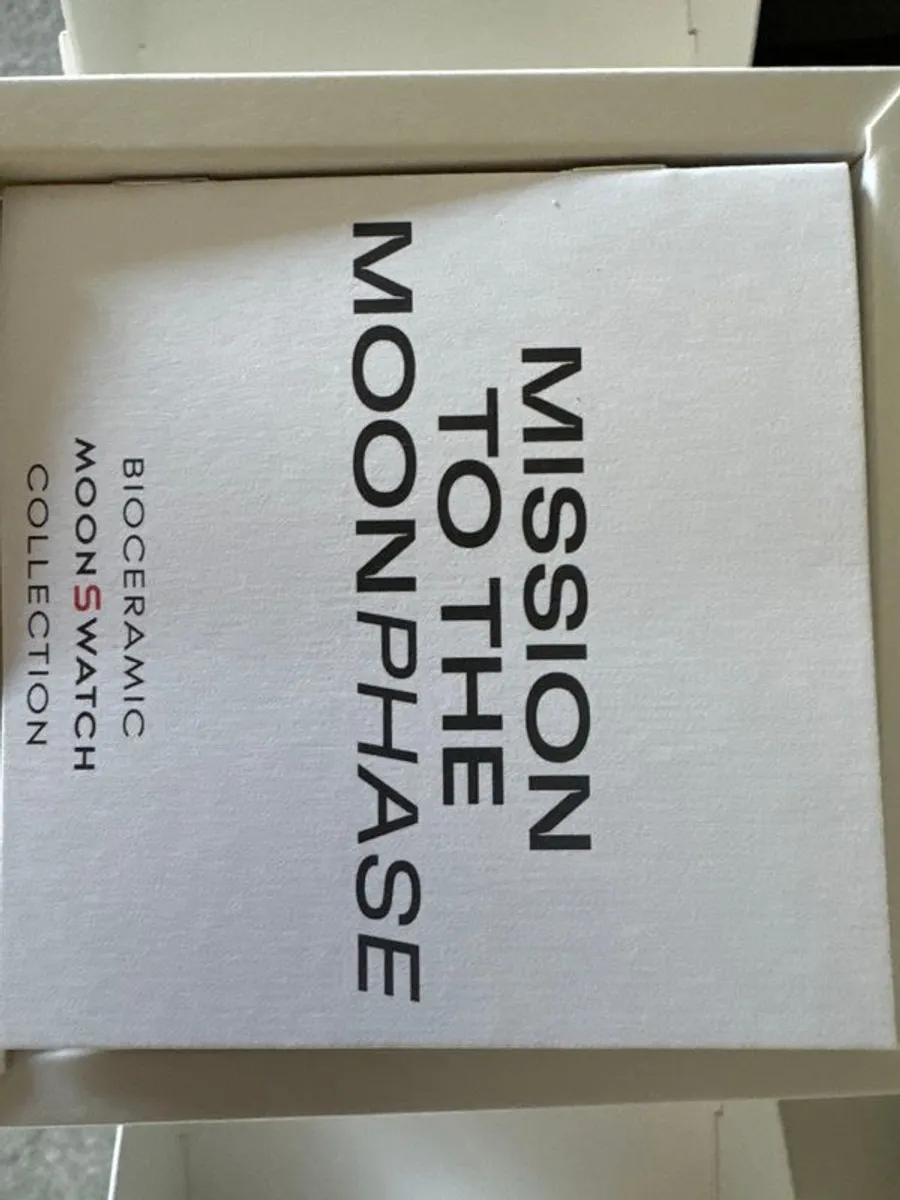 MISSION
TO THE
MOONPHASE
BIOCERAMIC
MOONSWATCH
COLLECTION